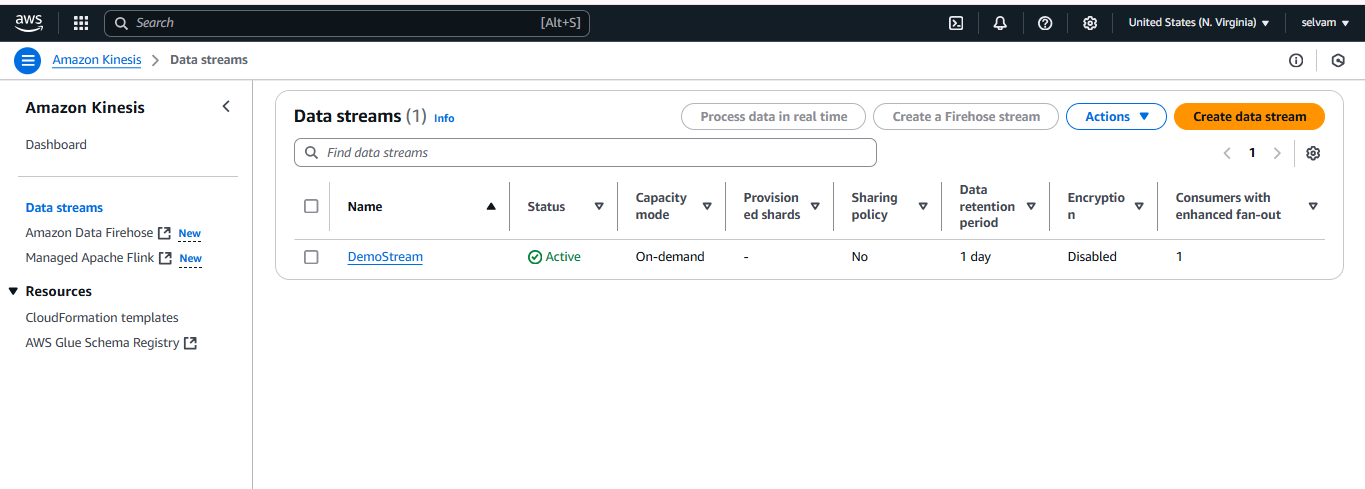 aws Search [Alt+S] United States (N. Virginia) selvam
Amazon Kinesis > Data streams
Amazon Kinesis
Dashboard
Data streams
Amazon Data Firehose New
Managed Apache Flink New
Resources
CloudFormation templates
AWS Glue Schema Registry
Data streams (1) Info Process data in real time Create a Firehose stream Actions Create data stream
Find data streams 1
Name Status Capacity mode Provision ed shards Sharing policy Data retention period Encryptio n Consumers with enhanced fan-out
DemoStream Active On-demand - No 1 day Disabled 1